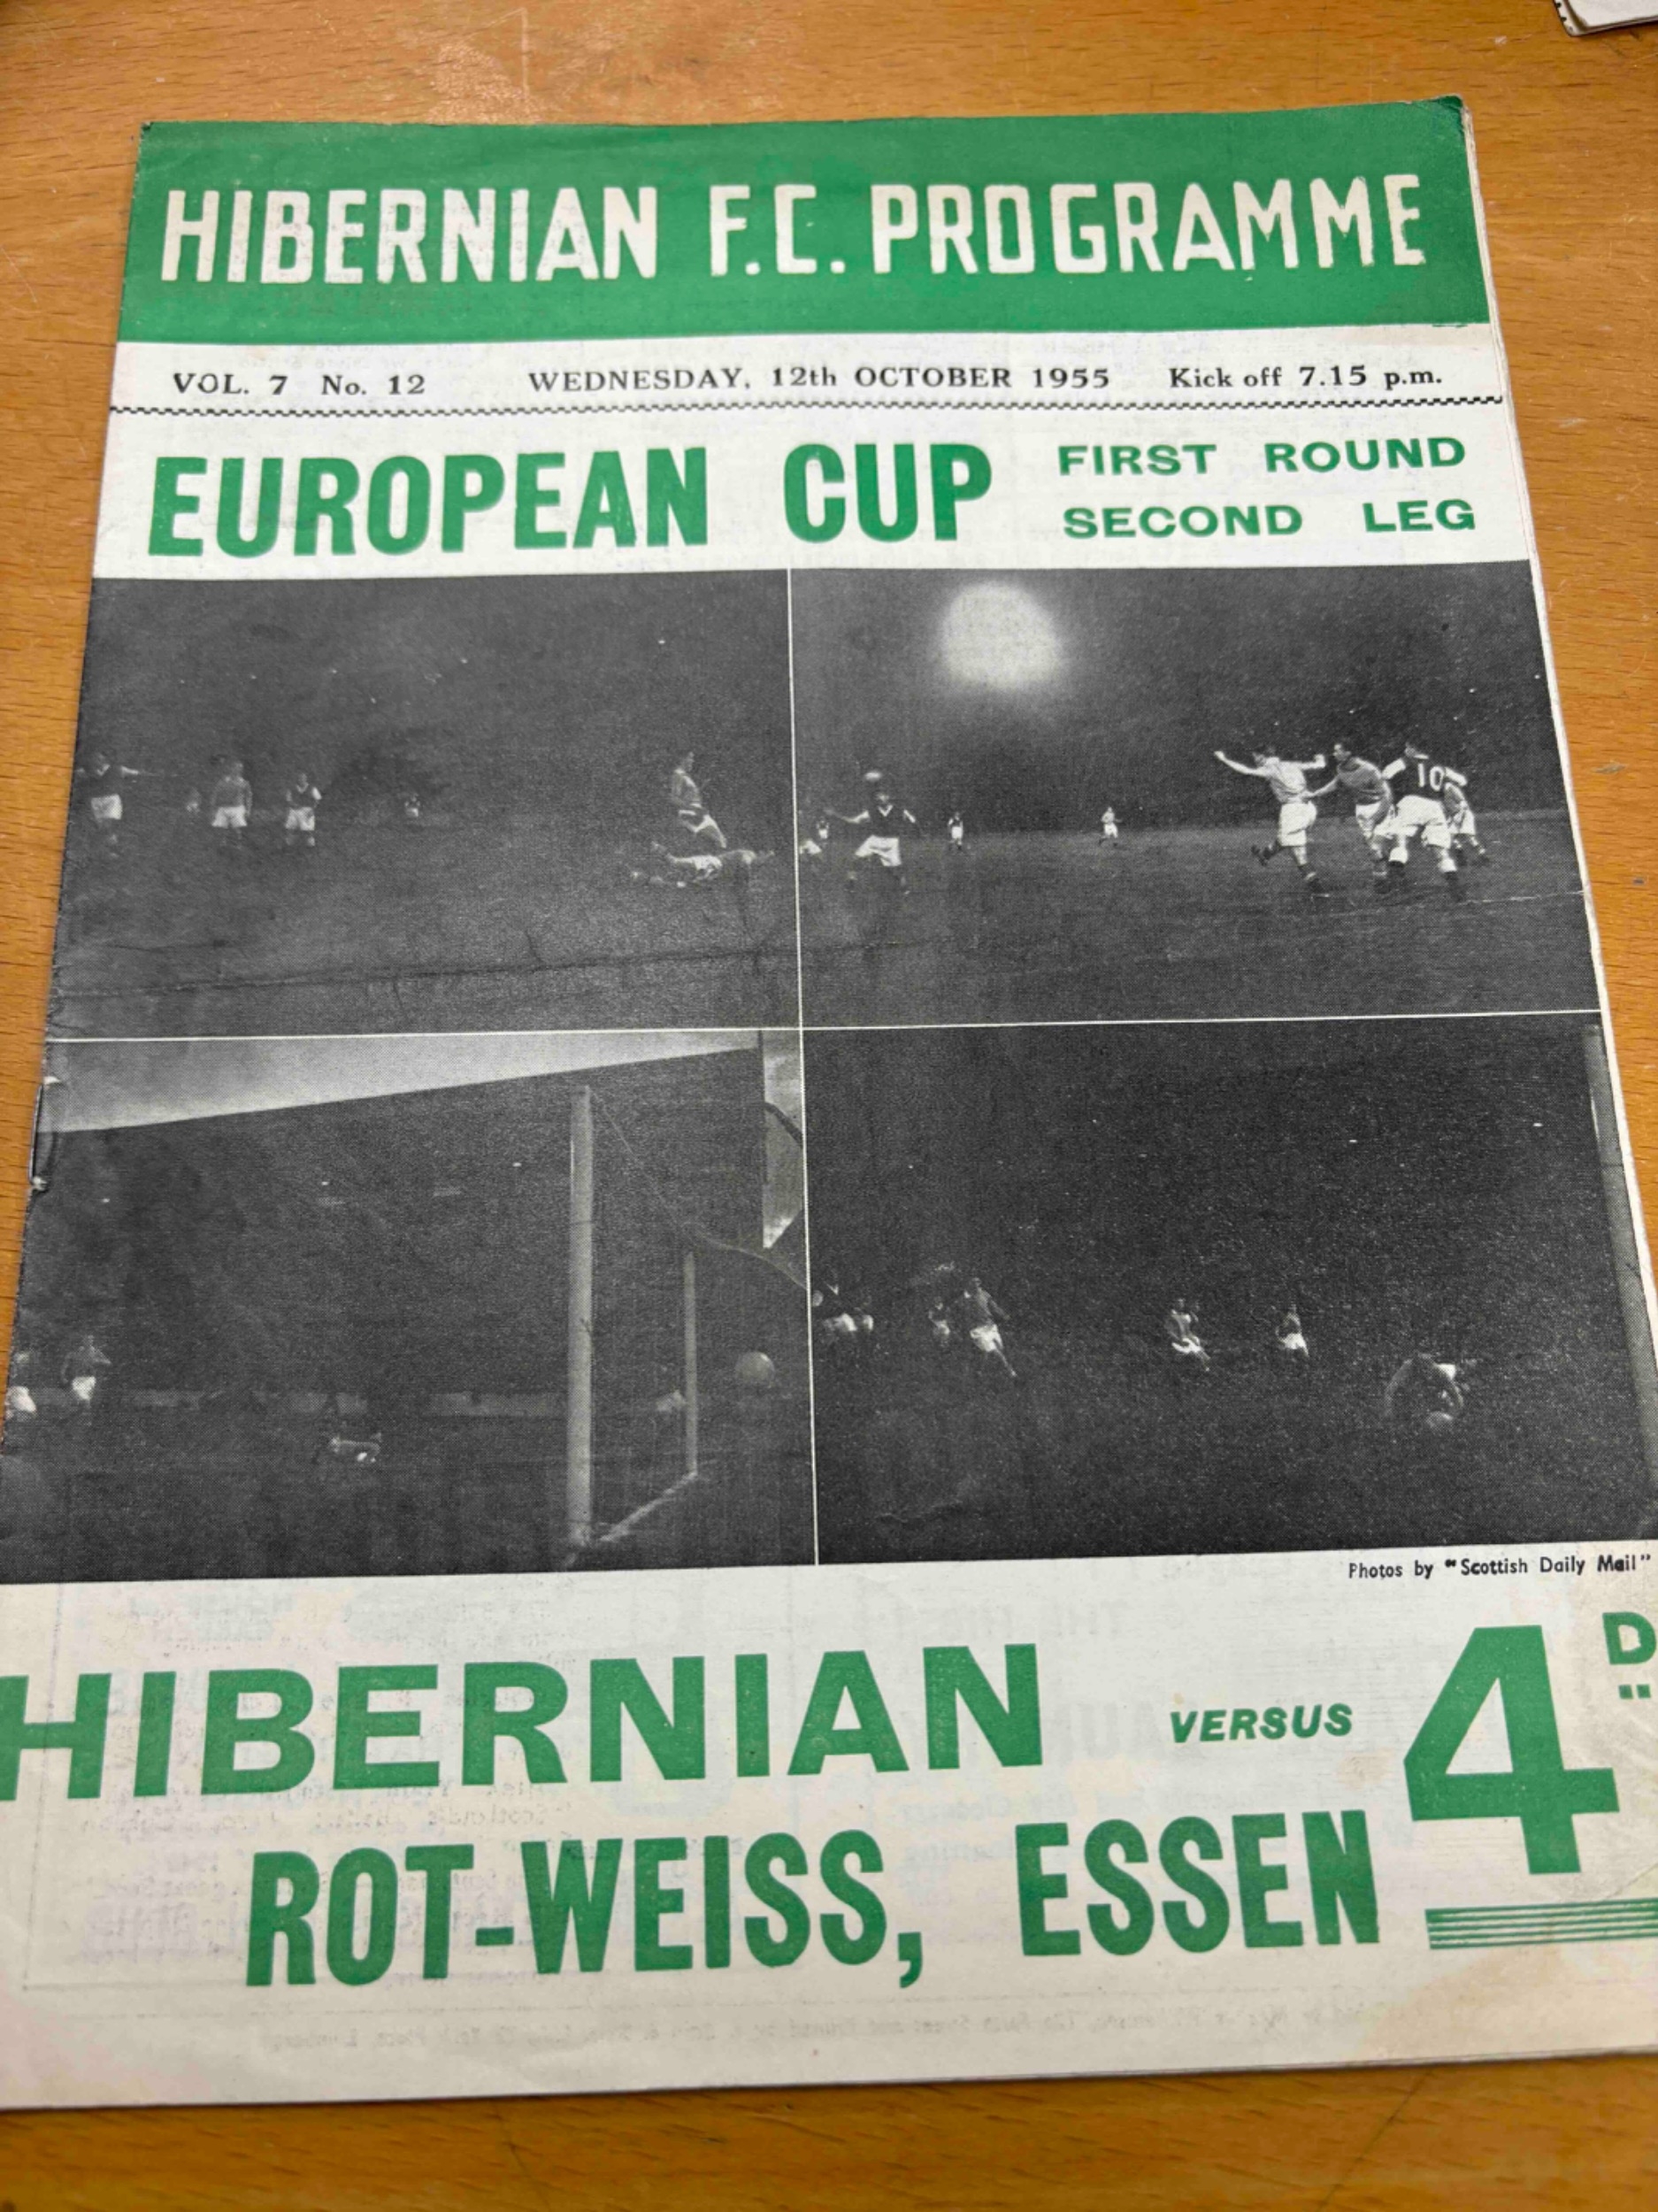 HIBERNIAN F.C. PROGRAMME
VOL. 7 No. 12 WEDNESDAY, 12th OCTOBER 1955 Kick off 7.15 p.m.
EUROPEAN CUP
FIRST ROUND
SECOND LEG
10
Photos by "Scottish Daily Mail"
HIBERNIAN VERSUS
ROT-WEISS, ESSEN
4D